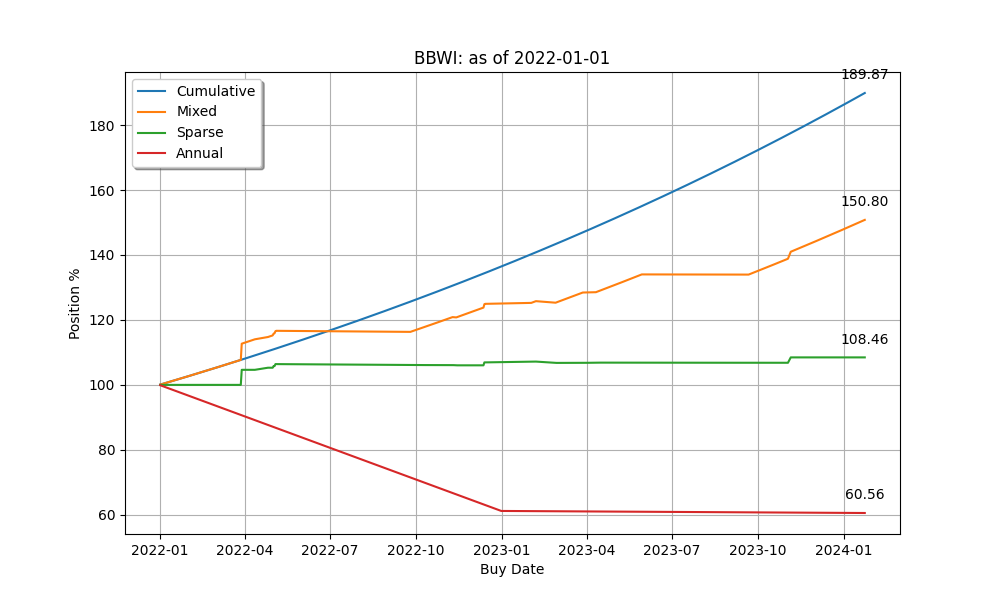 BBWI: as of 2022-01-01
189.87
Cumulative
Mixed
Sparse
Annual
180
160
150.80
140
120
108.46
100
80
60.56
60
Position %
2022-01 2022-04 2022-07 2022-10 2023-01 2023-04 2023-07 2023-10 2024-01
Buy Date